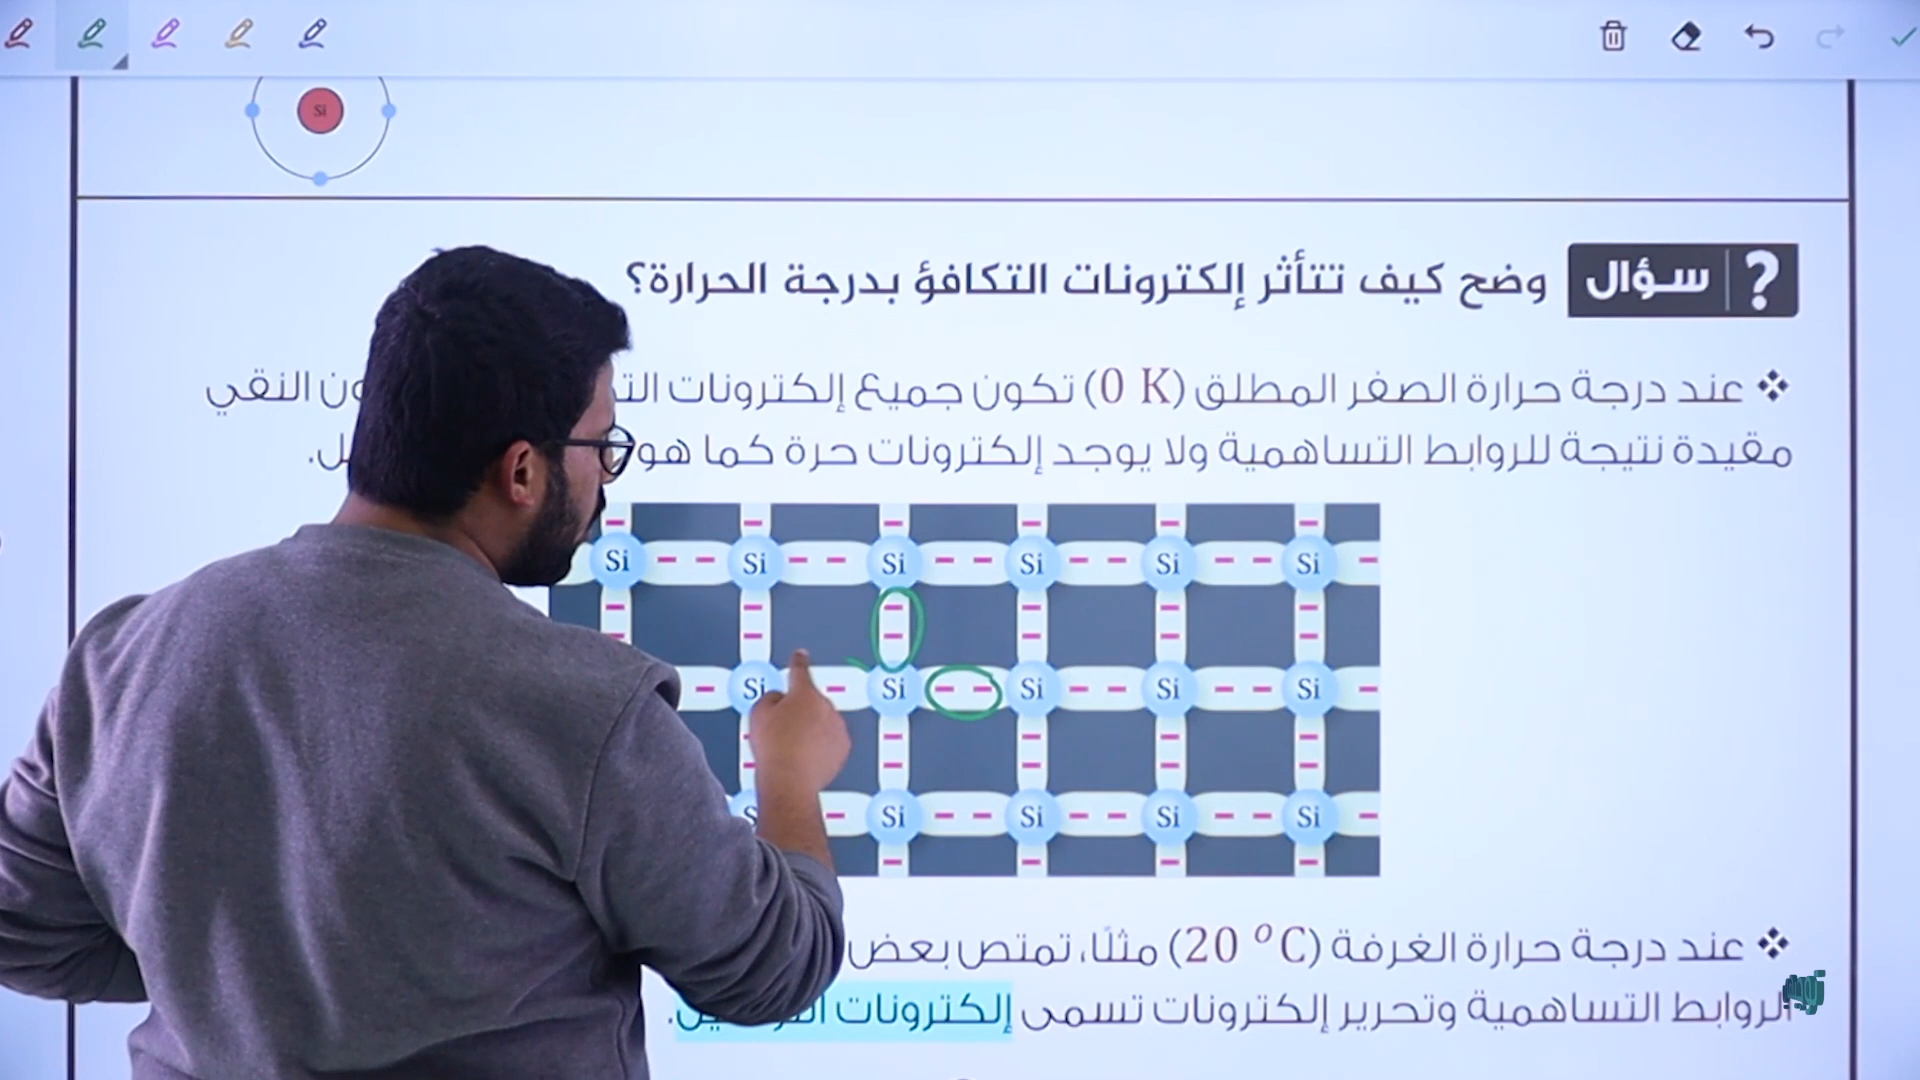 Si
سؤال ?
وضح كيف تتأثر إلكترونات التكافؤ بدرجة الحرارة؟
عند درجة حرارة الصفر المطلق (0 K) تكون جميع إلكترونات النقي
مقيدة نتيجة للروابط التساهمية ولا يوجد إلكترونات حرة كما هو
Si Si Si Si Si Si
Si Si Si Si Si
Si Si Si Si
عند درجة حرارة الغرفة (20 °C) مثلًا، تمتص بعض
الروابط التساهمية وتحرير إلكترونات تسمى إلكترونات